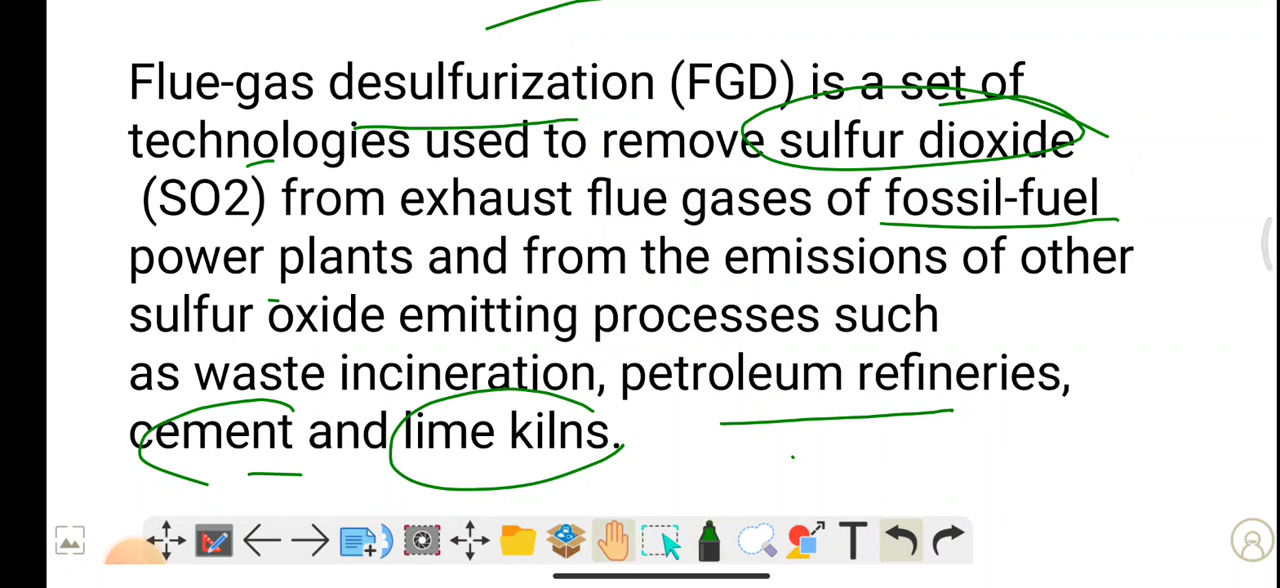 Flue-gas desulfurization (FGD) is a set of
technologies used to remove sulfur dioxide
(SO2) from exhaust flue gases of fossil-fuel
power plants and from the emissions of other
sulfur oxide emitting processes such
as waste incineration, petroleum refineries,
cement and lime kilns.
T